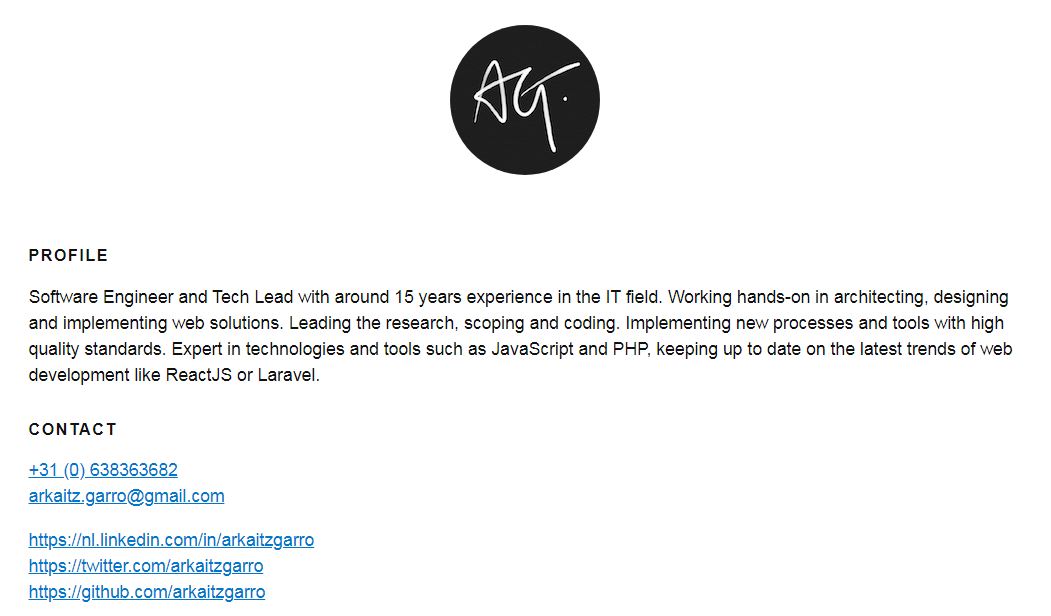 AG.
PROFILE
Software Engineer and Tech Lead with around 15 years experience in the IT field. Working hands-on in architecting, designing
and implementing web solutions. Leading the research, scoping and coding. Implementing new processes and tools with high
quality standards. Expert in technologies and tools such as JavaScript and PHP, keeping up to date on the latest trends of web
development like ReactJS or Laravel.
CONTACT
+31 (0) 638363682
arkaitz.garro@gmail.com
https://nl.linkedin.com/in/arkaitzgarro
https://twitter.com/arkaitzgarro
https://github.com/arkaitzgarro